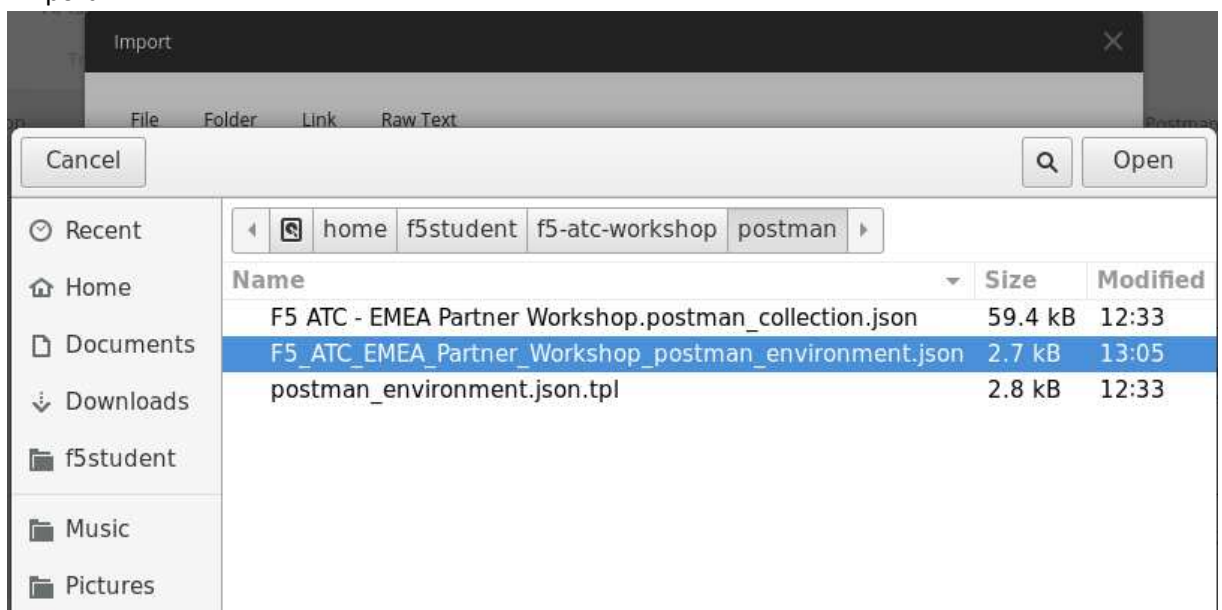 Import
File Folder Link Raw Text
Postman
Cancel Open
Recent
home f5student f5-atc-workshop postman
Home
Name Size Modified
F5 ATC - EMEA Partner Workshop.postman_collection.json 59.4 kB 12:33
Documents
F5_ATC_EMEA_Partner_Workshop_postman_environment.json 2.7 kB 13:05
postman_environment.json.tpl 2.8 kB 12:33
Downloads
f5student
Music
Pictures